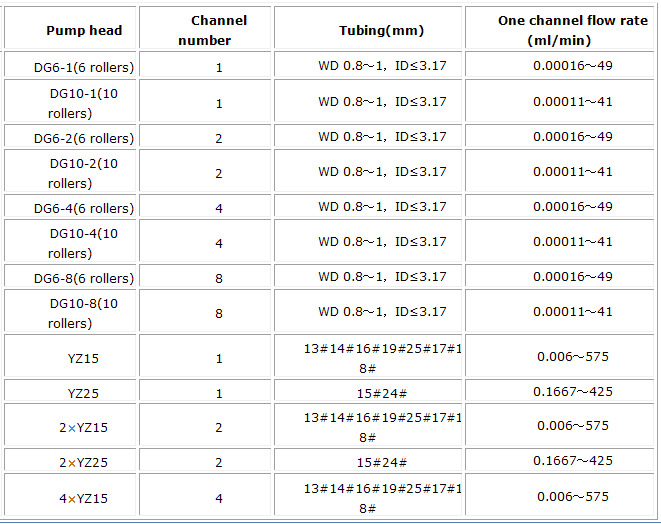 Pump head Channel number Tubing(mm) One channel flow rate (ml/min)
DG6-1(6 rollers) 1 WD 0.8～1，ID≤3.17 0.00016～49
DG10-1(10 rollers) 1 WD 0.8～1，ID≤3.17 0.00011～41
DG6-2(6 rollers) 2 WD 0.8～1，ID≤3.17 0.00016～49
DG10-2(10 rollers) 2 WD 0.8～1，ID≤3.17 0.00011～41
DG6-4(6 rollers) 4 WD 0.8～1，ID≤3.17 0.00016～49
DG10-4(10 rollers) 4 WD 0.8～1，ID≤3.17 0.00011～41
DG6-8(6 rollers) 8 WD 0.8～1，ID≤3.17 0.00016～49
DG10-8(10 rollers) 8 WD 0.8～1，ID≤3.17 0.00011～41
YZ15 1 13#14#16#19#25#17#18# 0.006～575
YZ25 1 15#24# 0.1667～425
2×YZ15 2 13#14#16#19#25#17#18# 0.006～575
2×YZ25 2 15#24# 0.1667～425
4×YZ15 4 13#14#16#19#25#17#18# 0.006～575